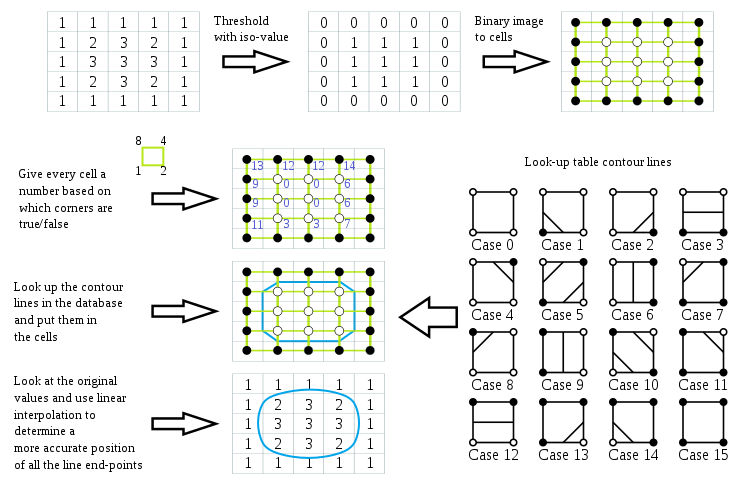 1 1 1 1 1
1 2 3 2 1
1 3 3 3 1
1 2 3 2 1
1 1 1 1 1
Threshold
with iso-value
0 0 0 0 0
0 1 1 1 0
0 1 1 1 0
0 1 1 1 0
0 0 0 0 0
Binary image
to cells
8 4
1 2
Give every cell a
number based on
which corners are
true/false
13 12 12 14
9 0 0 6
9 0 0 6
11 3 3 7
Look up the contour
lines in the database
and put them in
the cells
Look at the original
values and use linear
interpolation to
determine a
more accurate position
of all the line end-points
1 1 1 1 1
1 2 3 2 1
1 3 3 3 1
1 2 3 2 1
1 1 1 1 1
Look-up table contour lines
Case 0 Case 1 Case 2 Case 3
Case 4 Case 5 Case 6 Case 7
Case 8 Case 9 Case 10 Case 11
Case 12 Case 13 Case 14 Case 15